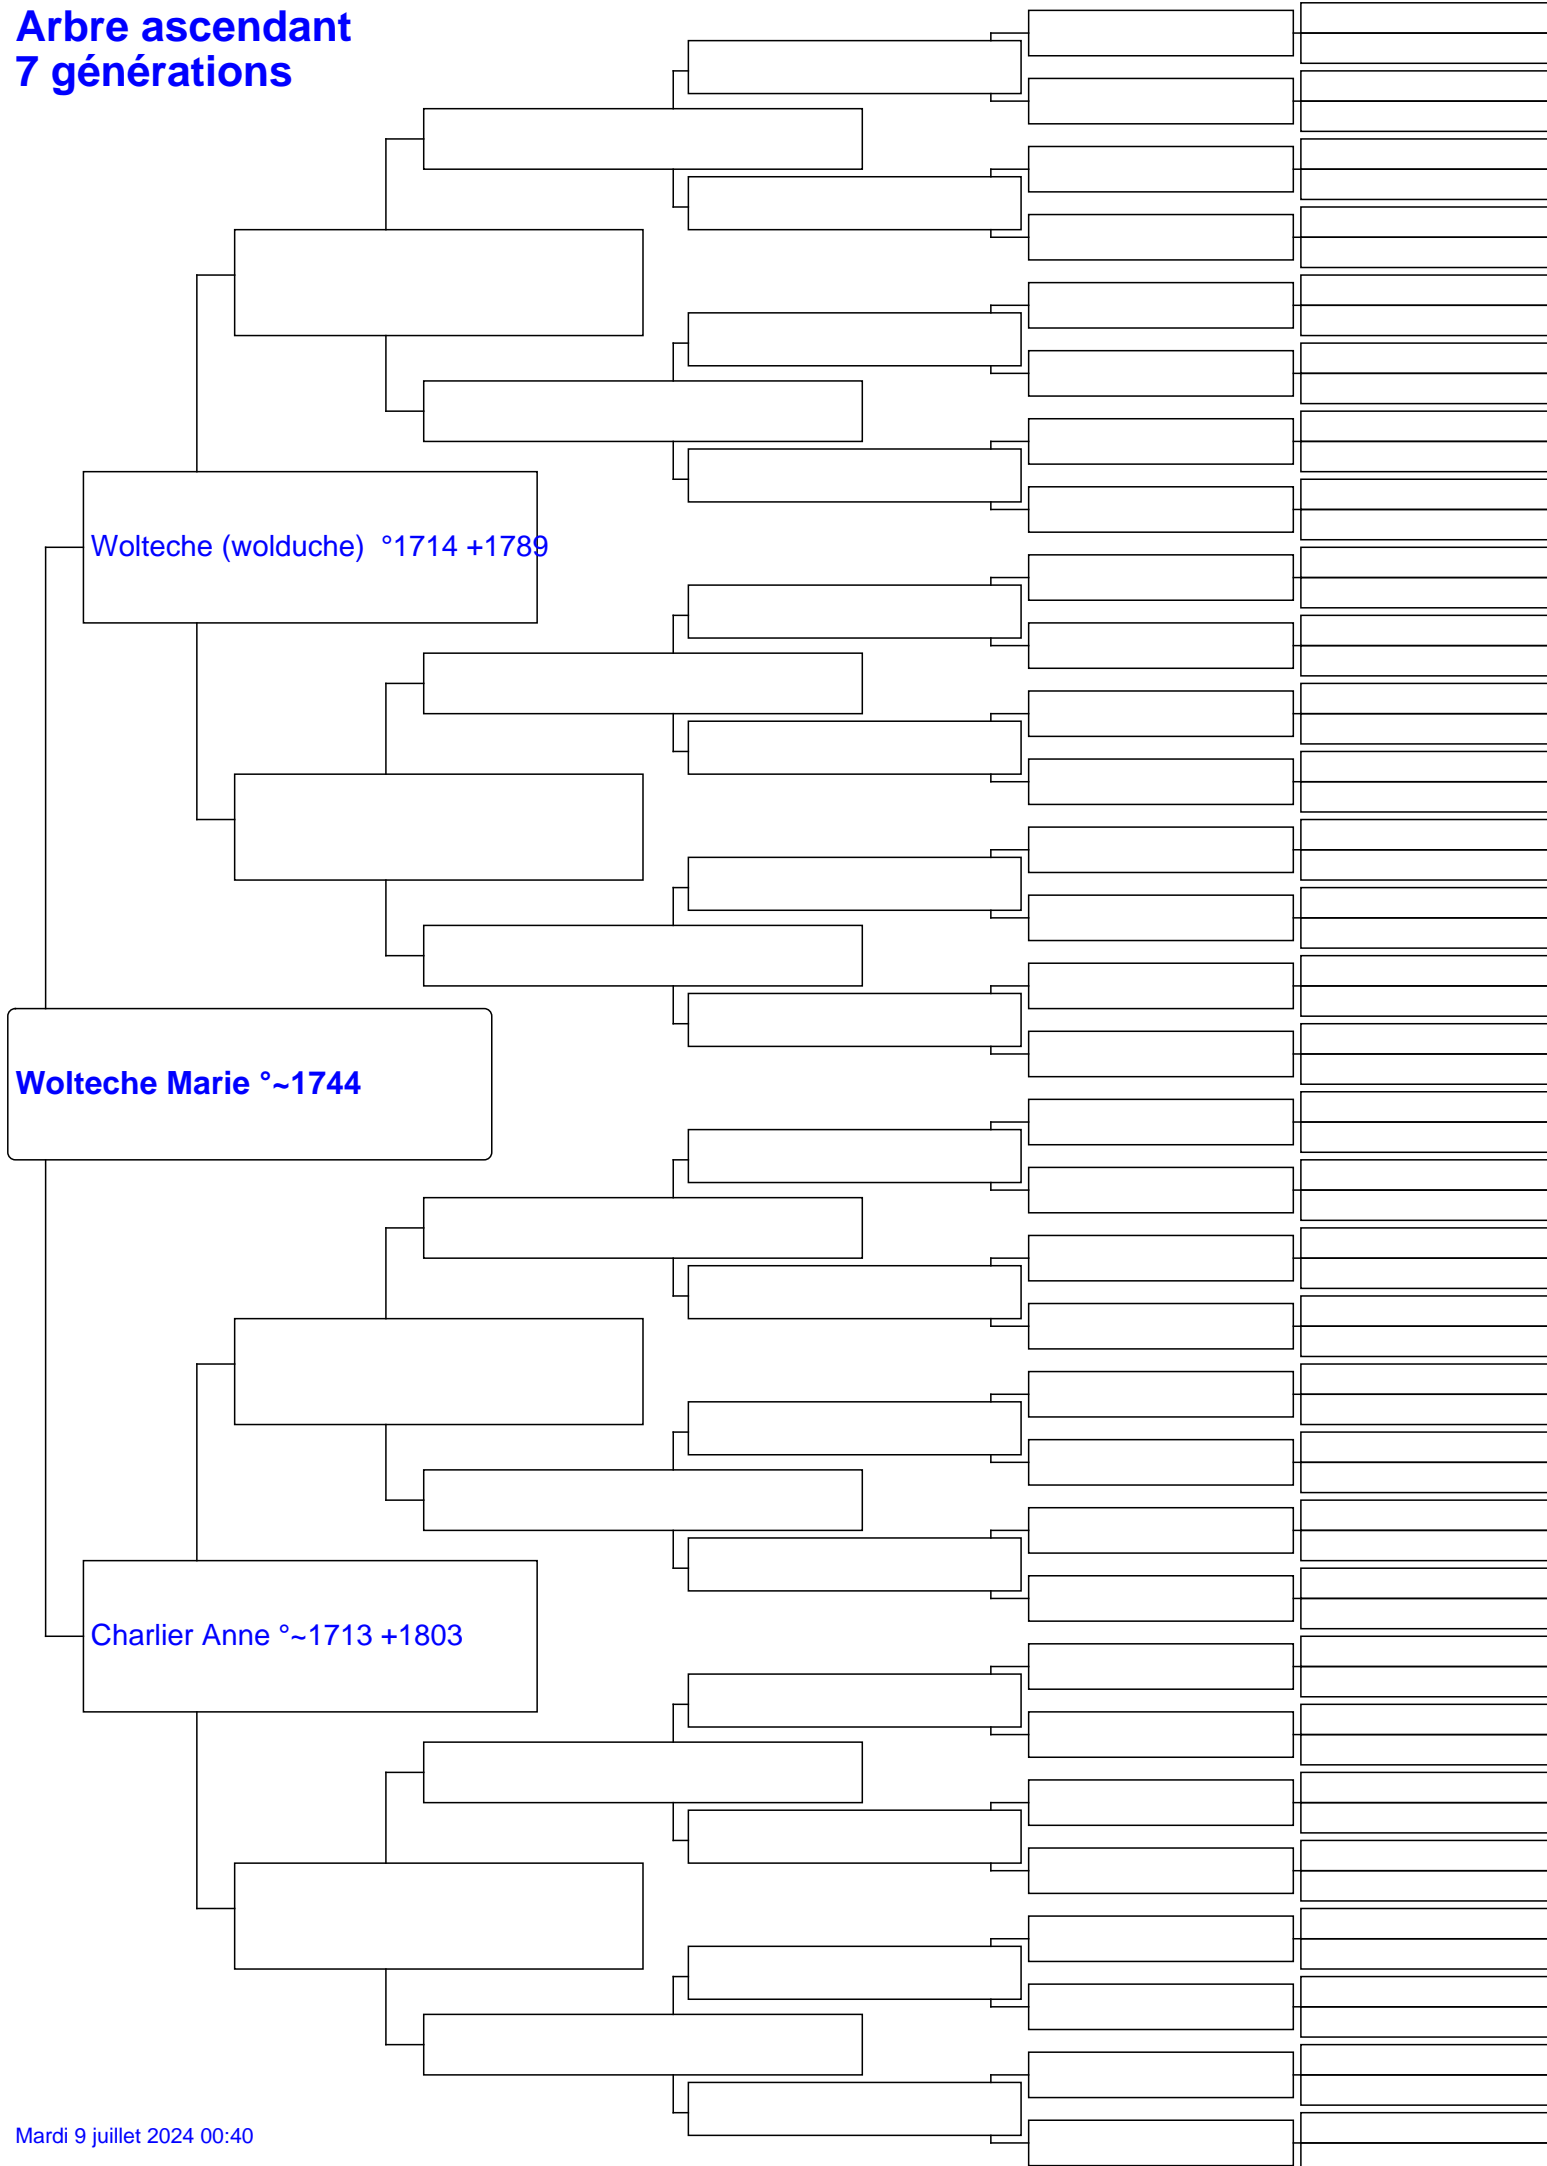 Arbre ascendant
7 générations
Wolteche (wolduche)  °1714 +1789
Wolteche Marie °~1744
Charlier Anne °~1713 +1803
Mardi 9 juillet 2024 00:40